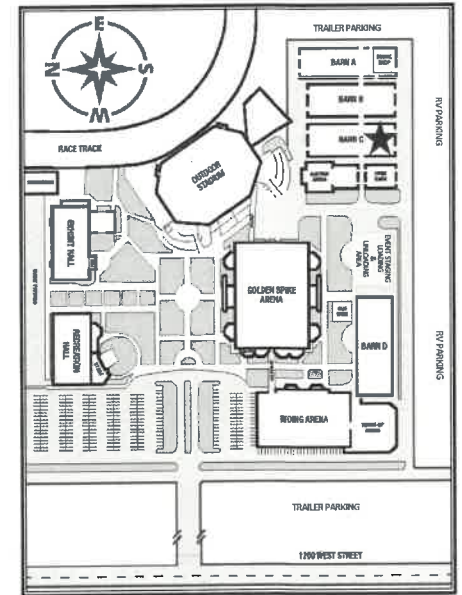 TRAILER PARKING
E
N
S
W
BARN A
BARN B
BARN C
RV PARKING
RACE TRACK
OUTDOOR
STADIUM
EXHIBIT HALL
EVENT STAGING
LOADING
&
UNLOADING
AREA
GOLDEN SPIKE
ARENA
RECREATION
HALL
BARN D
RV PARKING
RIDING ARENA
TRAILER PARKING
1200 WEST STREET